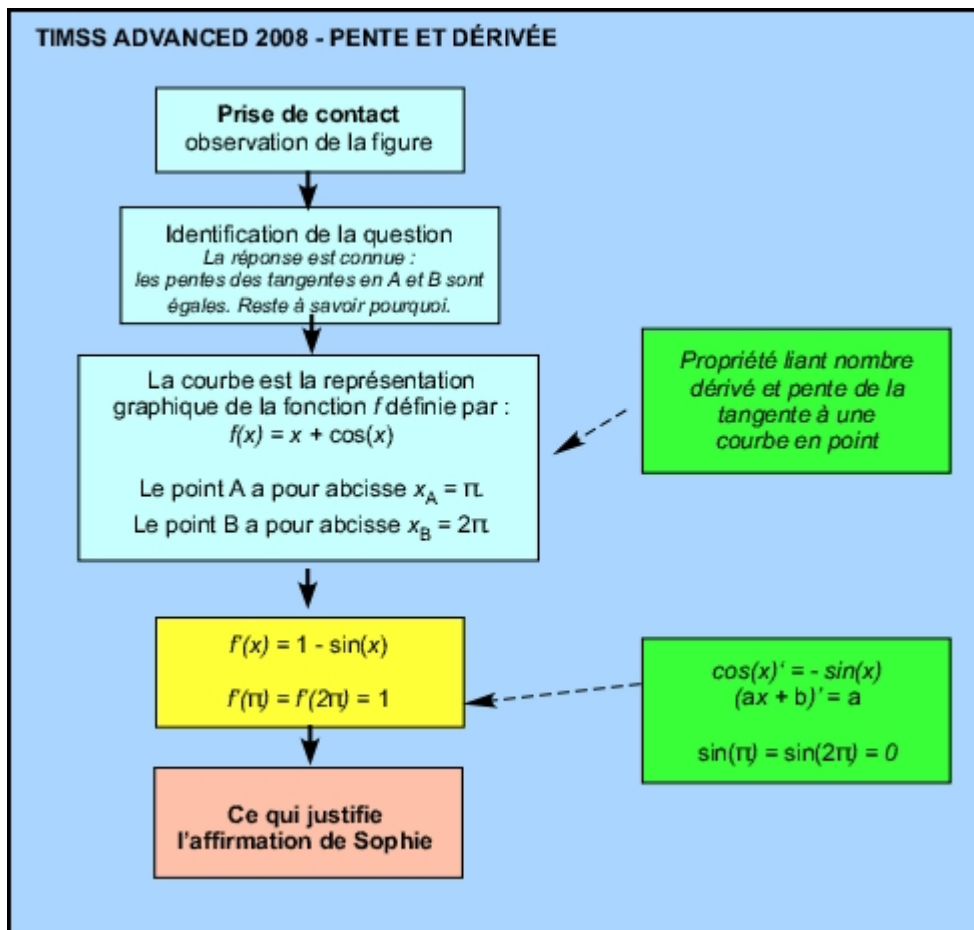 TIMSS ADVANCED 2008 - PENTE ET DÉRIVÉE
Prise de contact
observation de la figure
Identification de la question
La réponse est connue :
les pentes des tangentes en A et B sont
égales. Reste à savoir pourquoi.
La courbe est la représentation
graphique de la fonction f définie par :
f(x) = x + cos(x)
Le point A a pour abcisse x_A = π.
Le point B a pour abcisse x_B = 2π
Propriété liant nombre
dérivé et pente de la
tangente à une
courbe en point
f'(x) = 1 - sin(x)
f'(π) = f'(2π) = 1
cos(x)‘ = - sin(x)
(ax + b)’ = a
sin(π) = sin(2π) = 0
Ce qui justifie
l'affirmation de Sophie